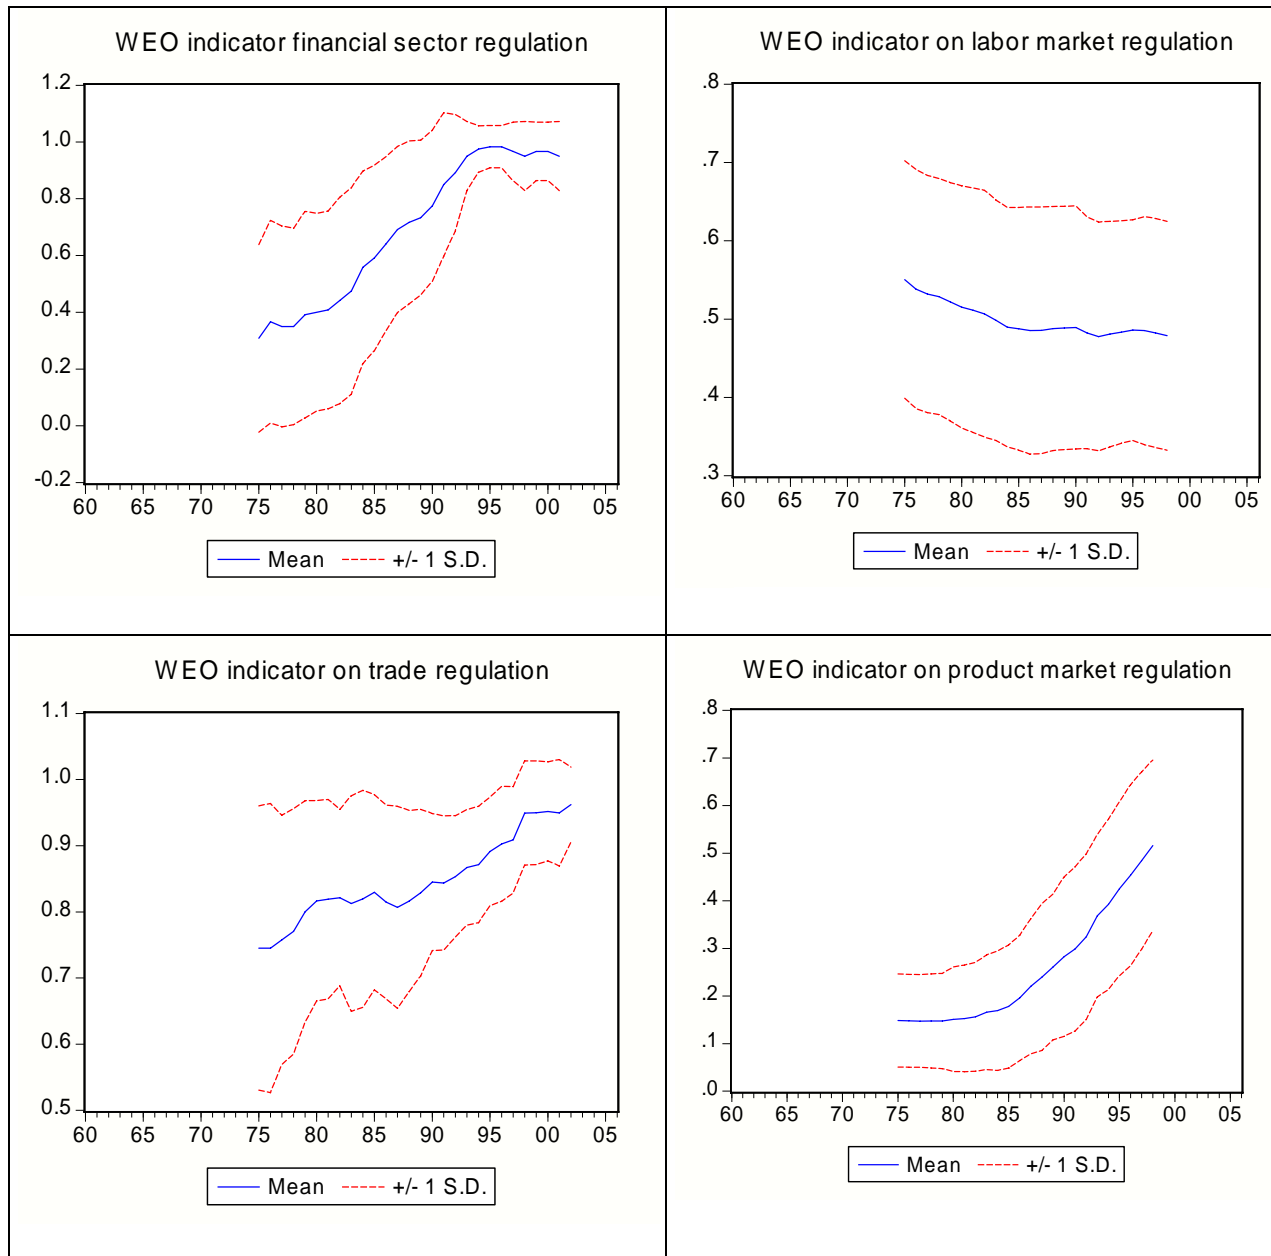 WEO indicator financial sector regulation
1.2
1.0
0.8
0.6
0.4
0.2
0.0
-0.2
60 65 70 75 80 85 90 95 00 05
Mean +/- 1 S.D.
WEO indicator on labor market regulation
.8
.7
.6
.5
.4
.3
60 65 70 75 80 85 90 95 00 05
Mean +/- 1 S.D.
WEO indicator on trade regulation
1.1
1.0
0.9
0.8
0.7
0.6
0.5
60 65 70 75 80 85 90 95 00 05
Mean +/- 1 S.D.
WEO indicator on product market regulation
.8
.7
.6
.5
.4
.3
.2
.1
.0
60 65 70 75 80 85 90 95 00 05
Mean +/- 1 S.D.